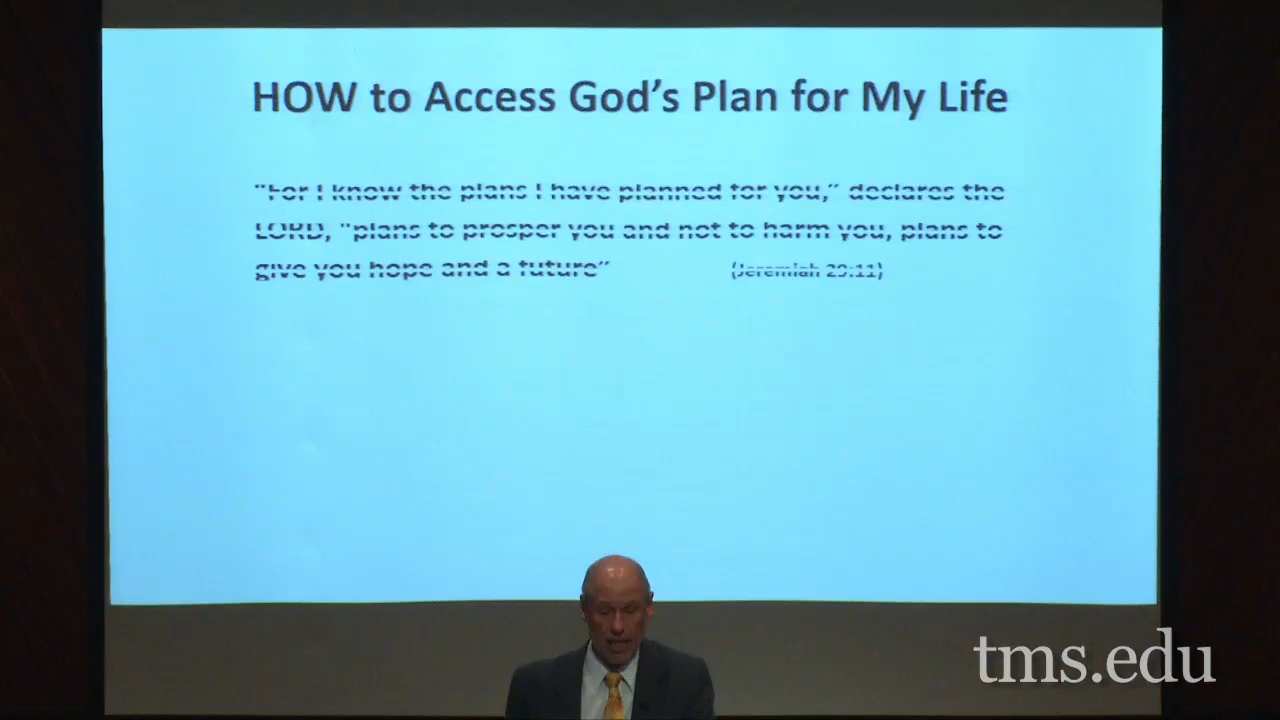 HOW to Access God's Plan for My Life
"For I know the plans I have planned for you," declares the
LORD, "plans to prosper you and not to harm you, plans to
give you hope and a future" (Jeremiah 29:11)
tms.edu